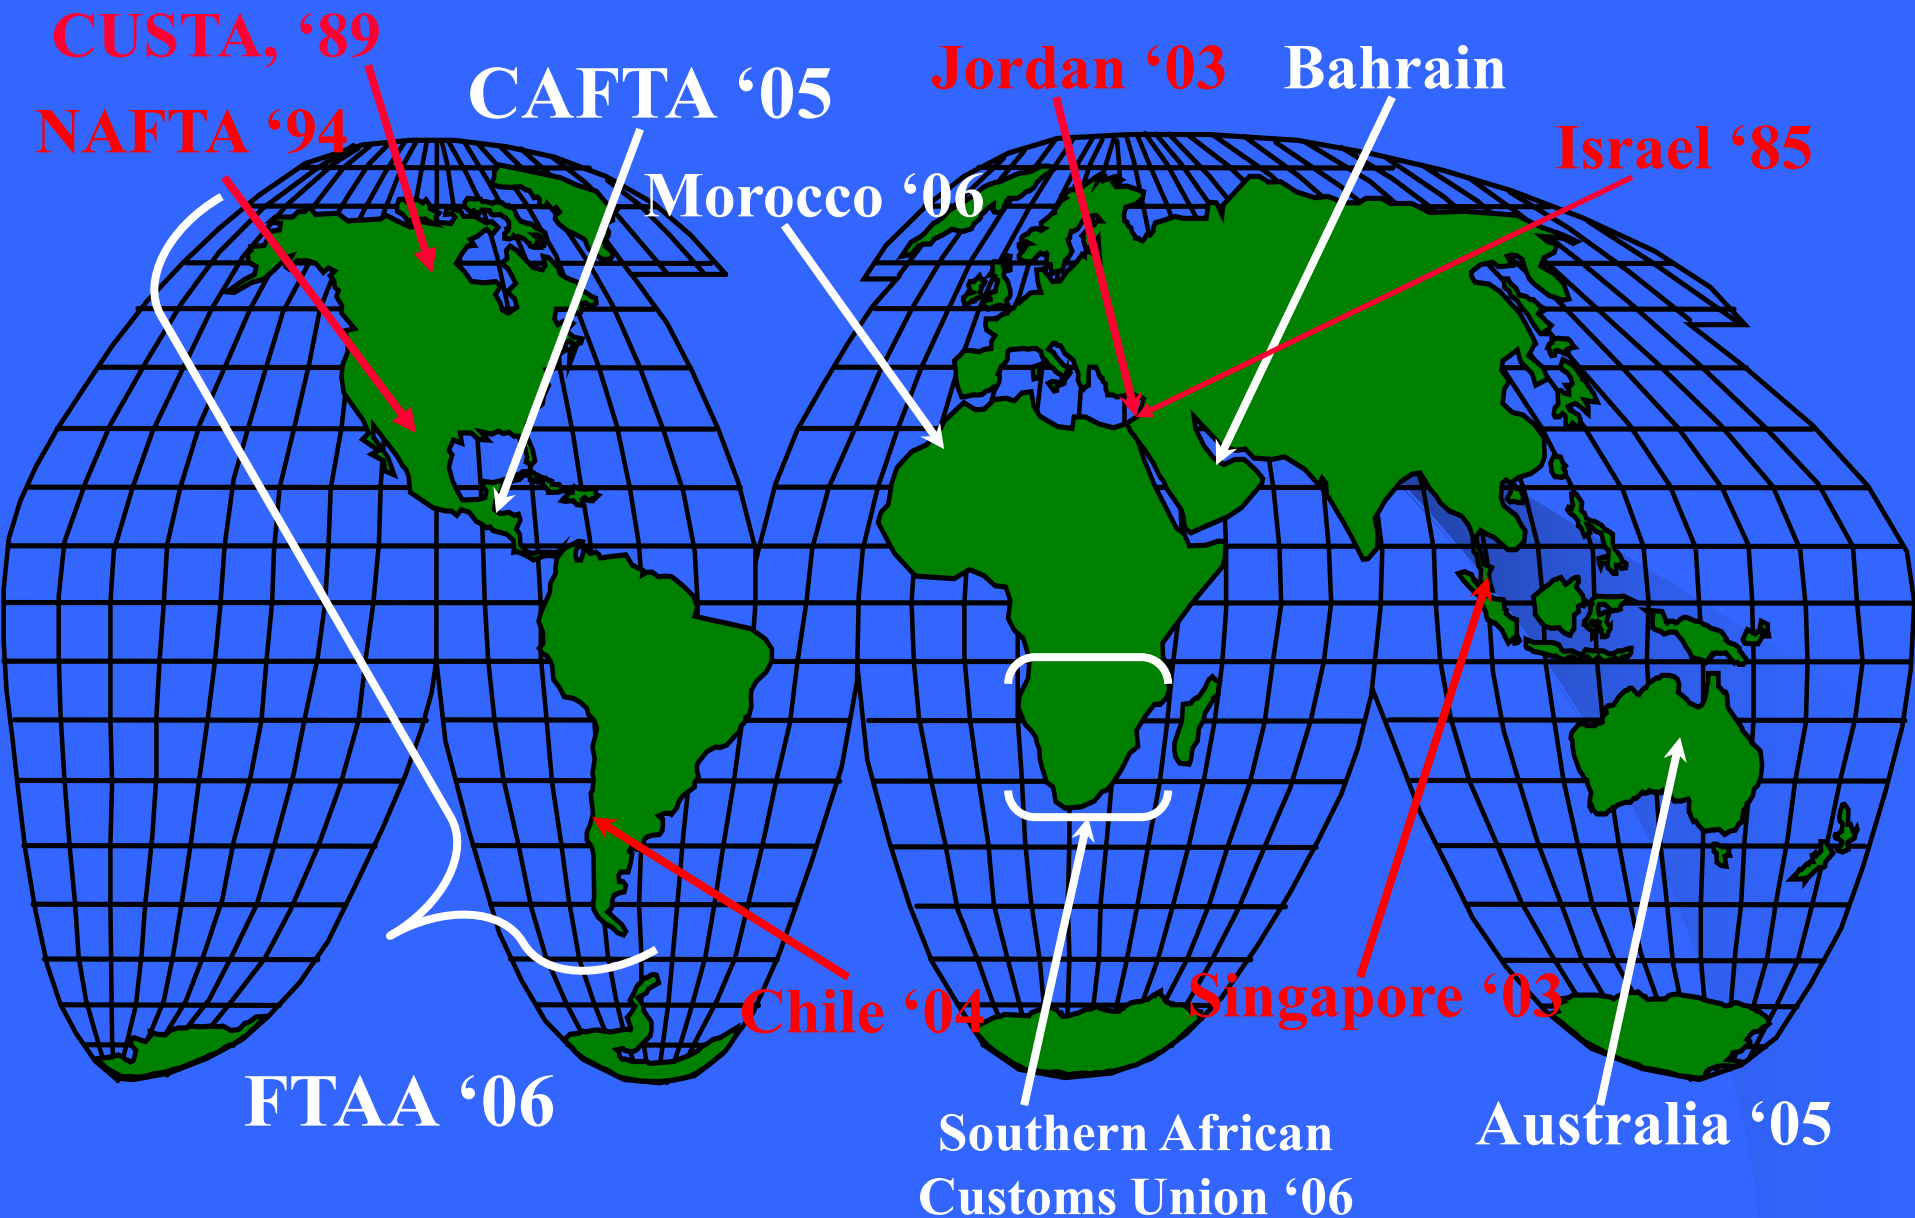 CUSTA, ‘89
NAFTA ‘94
CAFTA ‘05
Morocco ‘06
Jordan ‘03
Bahrain
Israel ‘85
Chile ‘04
Singapore ‘03
FTAA ‘06
Southern African
Customs Union ‘06
Australia ‘05